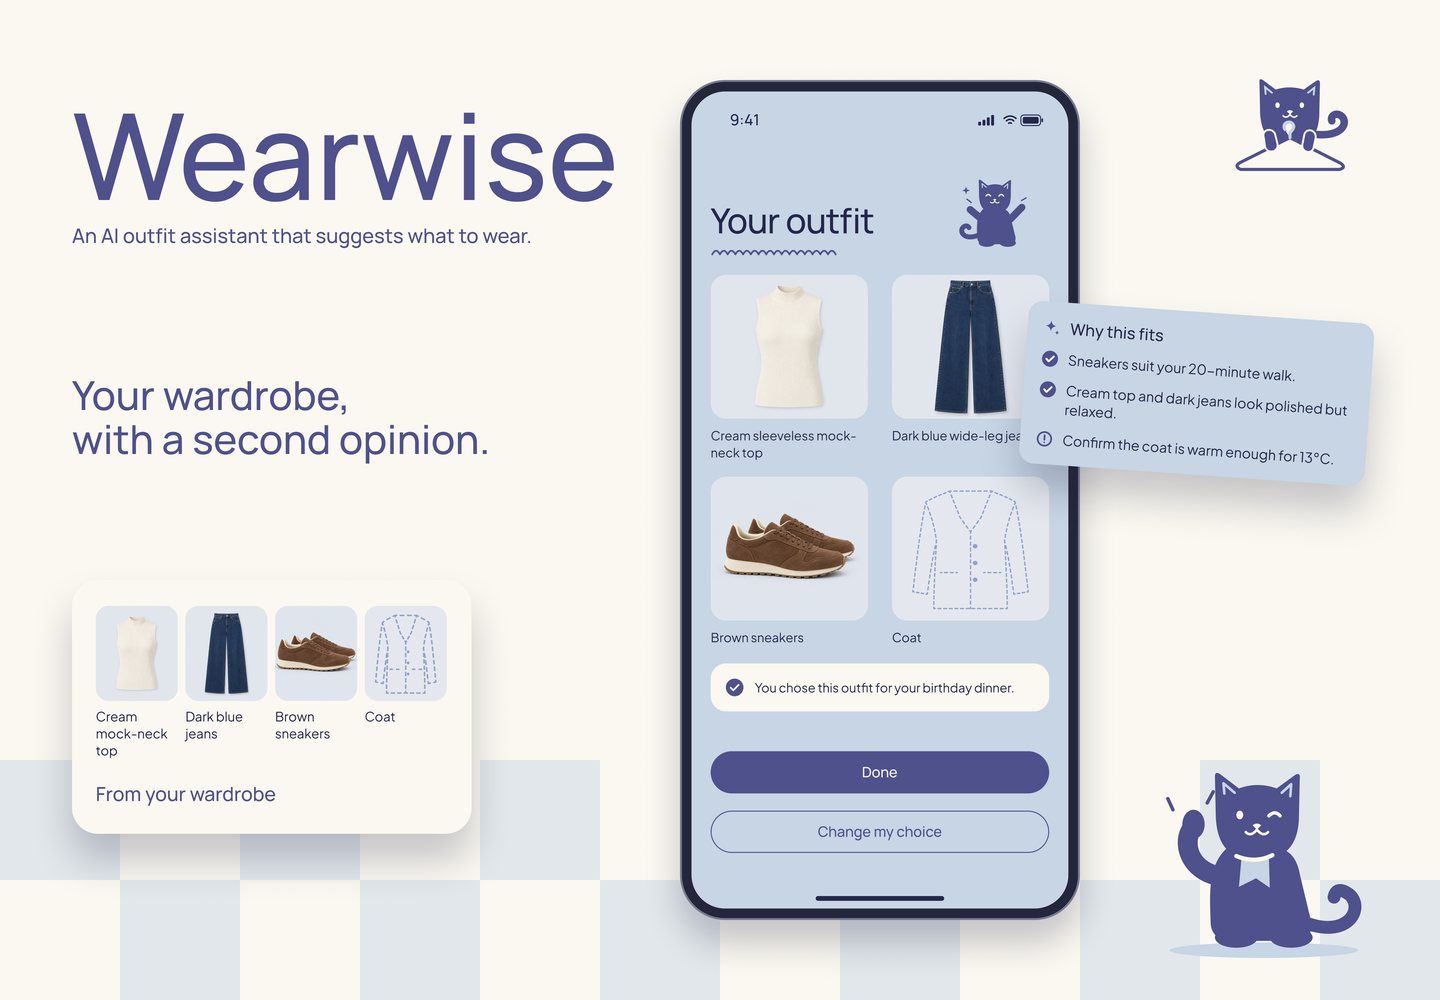 Wearwise
An AI outfit assistant that suggests what to wear.
Your wardrobe,
with a second opinion.
Cream
mock-neck
top
Dark blue
jeans
Brown
sneakers
Coat
From your wardrobe
9:41
Your outfit
Cream sleeveless mock-
neck top
Dark blue wide-leg
Brown sneakers
Coat
You chose this outfit for your birthday dinner.
Done
Change my choice
Why this fits
Sneakers suit your 20-minute walk.
Cream top and dark jeans look polished but
relaxed.
Confirm the coat is warm enough for 13°C.